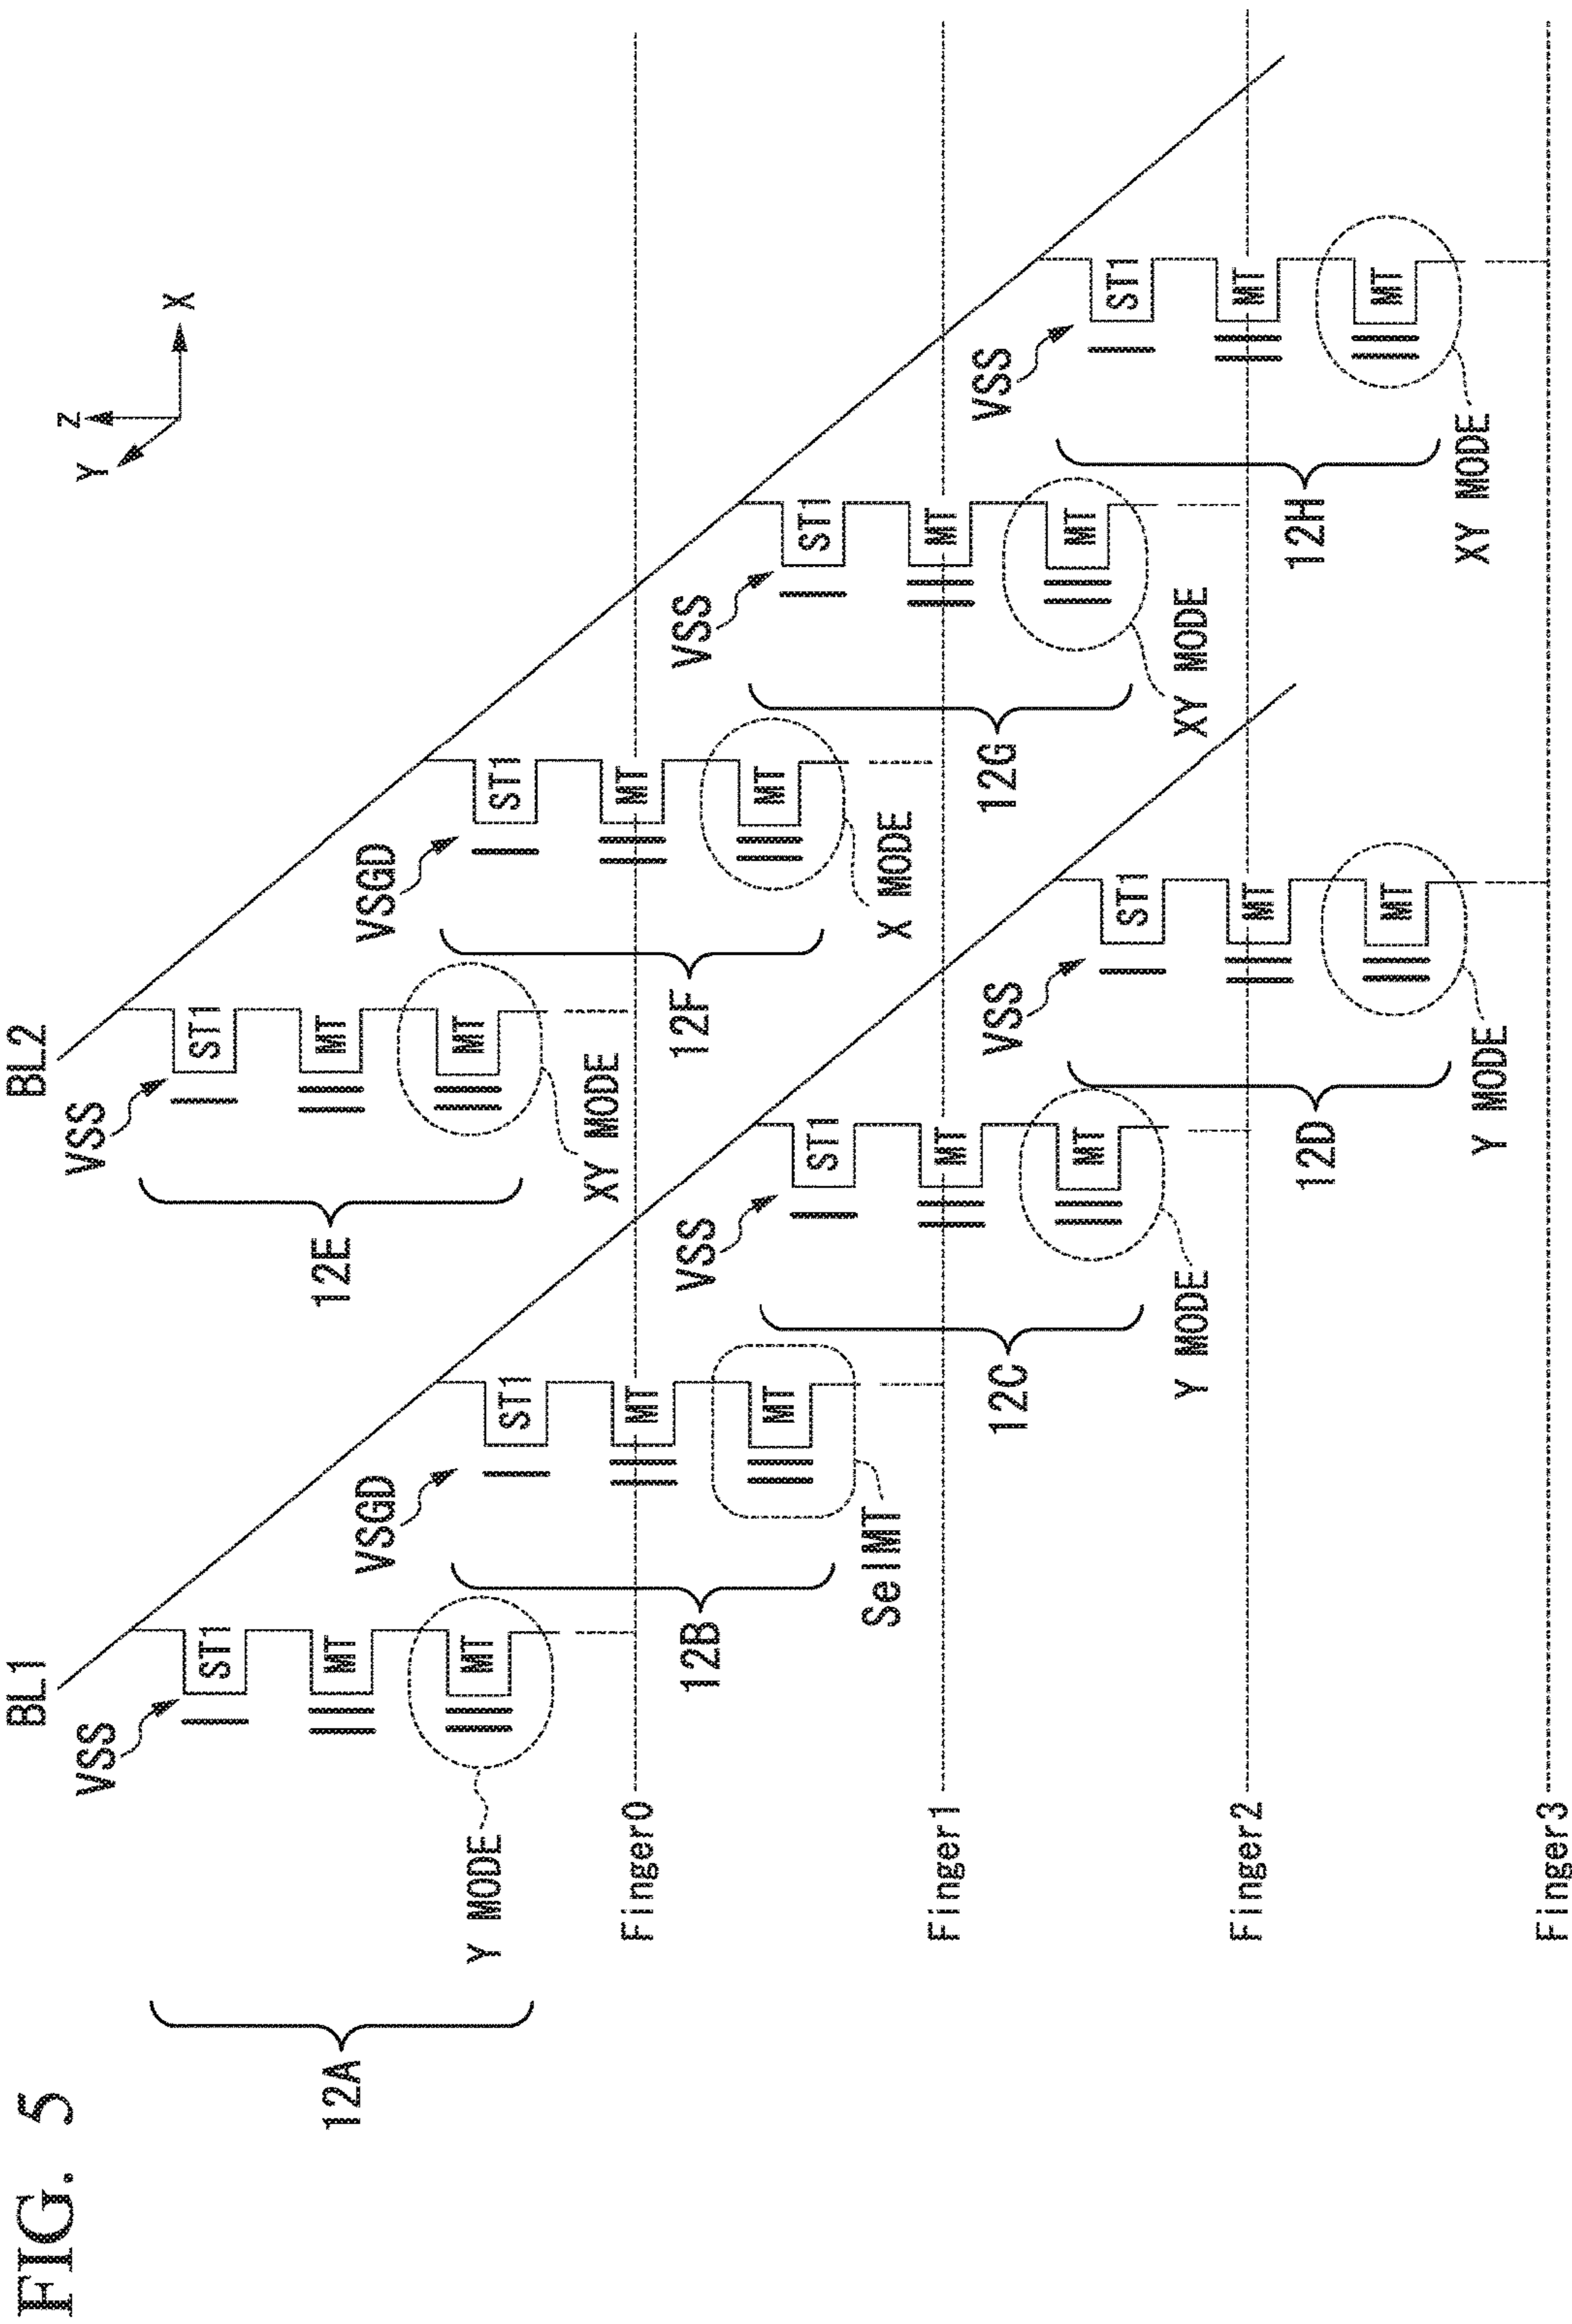 FIG. 5
Z
Y
X
BL1
VSS
ST1
MT
MT
Y MODE
12A
VSGD
ST1
MT
MT
SelMT
12B
VSS
ST1
MT
MT
Y MODE
12C
VSS
ST1
MT
MT
Y MODE
12D
BL2
VSS
ST1
MT
MT
XY MODE
12E
VSGD
ST1
MT
MT
X MODE
12F
VSS
ST1
MT
MT
XY MODE
12G
VSS
ST1
MT
MT
XY MODE
12H
Finger0
Finger1
Finger2
Finger3